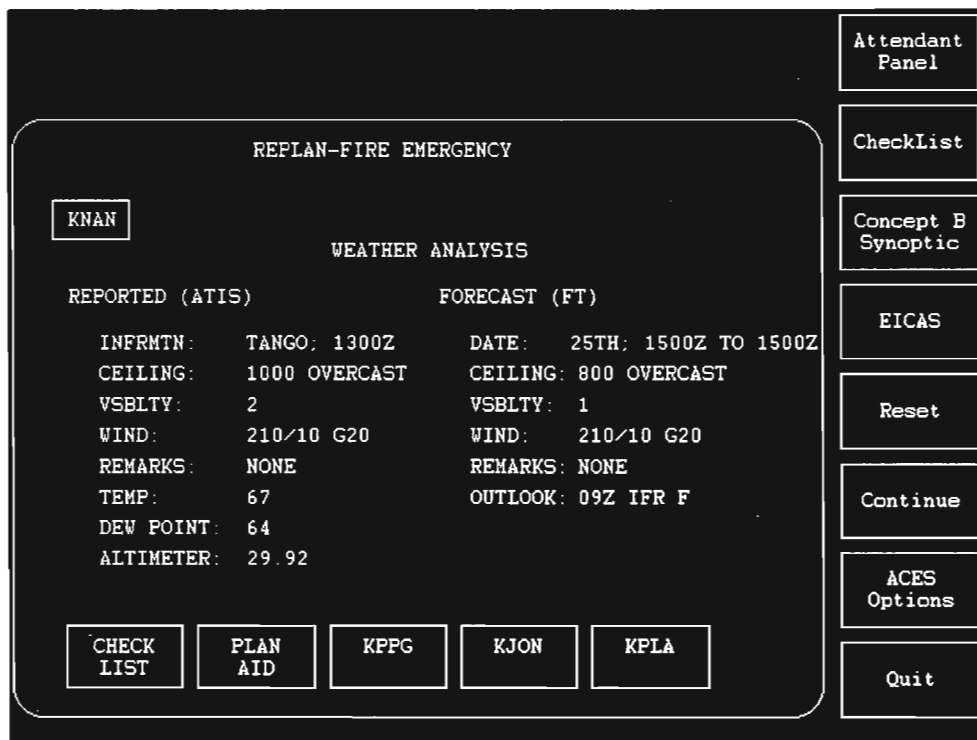 REPLAN-FIRE EMERGENCY
KNAN
WEATHER ANALYSIS
REPORTED (ATIS)
INFRMTN: TANGO; 1300Z
CEILING: 1000 OVERCAST
VSBLTY: 2
WIND: 210/10 G20
REMARKS: NONE
TEMP: 67
DEW POINT: 64
ALTIMETER: 29.92
FORECAST (FT)
DATE: 25TH; 1500Z TO 1500Z
CEILING: 800 OVERCAST
VSBLTY: 1
WIND: 210/10 G20
REMARKS: NONE
OUTLOOK: 09Z IFR F
CHECK
LIST
PLAN
AID
KPPG
KJON
KPLA
Attendant
Panel
CheckList
Concept B
Synoptic
EICAS
Reset
Continue
ACES
Options
Quit